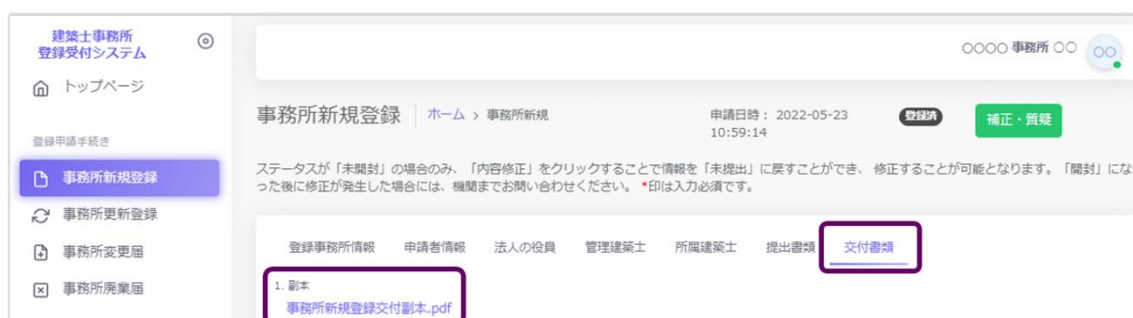 建築士事務所
登録受付システム
〇〇〇〇 事務所 〇〇
〇〇
トップページ
事務所新規登録 ホーム > 事務所新規
申請日時： 2022-05-23
10:59:14
登録済
補正・質疑
登録申請手続き
ステータスが「未開封」の場合のみ、「内容修正」をクリックすることで情報を「未提出」に戻すことができ、 修正することが可能となります。「開封」にな
った後に修正が発生した場合には、機関までお問い合わせください。 *印は入力必須です。
事務所新規登録
事務所更新登録
事務所変更届
事務所廃業届
登録事務所情報 申請者情報 法人の役員 管理建築士 所属建築士 提出書類 交付書類
1. 副本
事務所新規登録交付副本.pdf